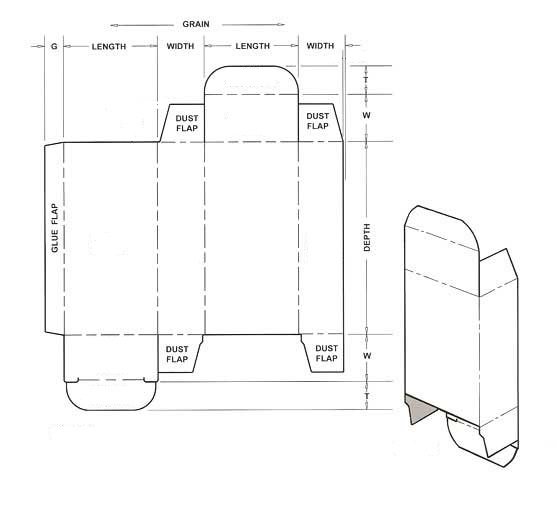 GRAIN
G
LENGTH
WIDTH
LENGTH
WIDTH
T
DUST
FLAP
DUST
FLAP
W
GLUE FLAP
DEPTH
DUST
FLAP
DUST
FLAP
W
T